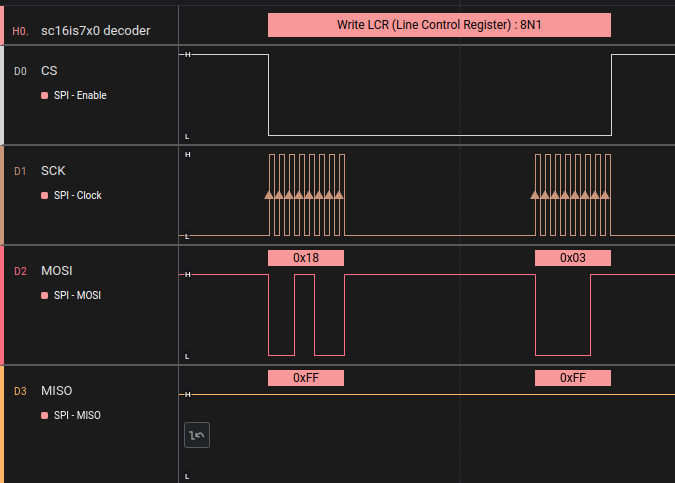 H0. sc16is7x0 decoder
Write LCR (Line Control Register) : 8N1
D0 CS
SPI - Enable
H
L
D1 SCK
SPI - Clock
H
L
D2 MOSI
SPI - MOSI
0x18 0x03
H
L
D3 MISO
SPI - MISO
0xFF 0xFF
H
L